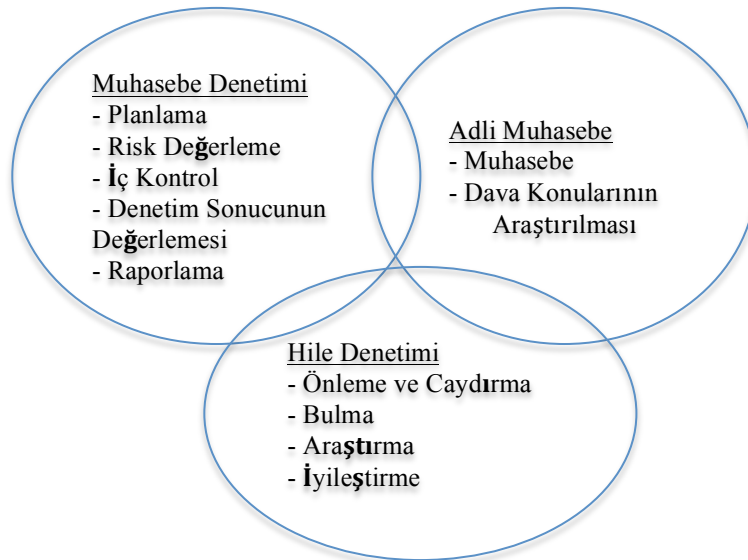 Muhasebe Denetimi
- Planlama
- Risk Değerleme
- İç Kontrol
- Denetim Sonucunun
Değerlemesi
- Raporlama
Adli Muhasebe
- Muhasebe
- Dava Konularının
Araştırılması
Hile Denetimi
- Önleme ve Caydırma
- Bulma
- Araştırma
- İyileştirme